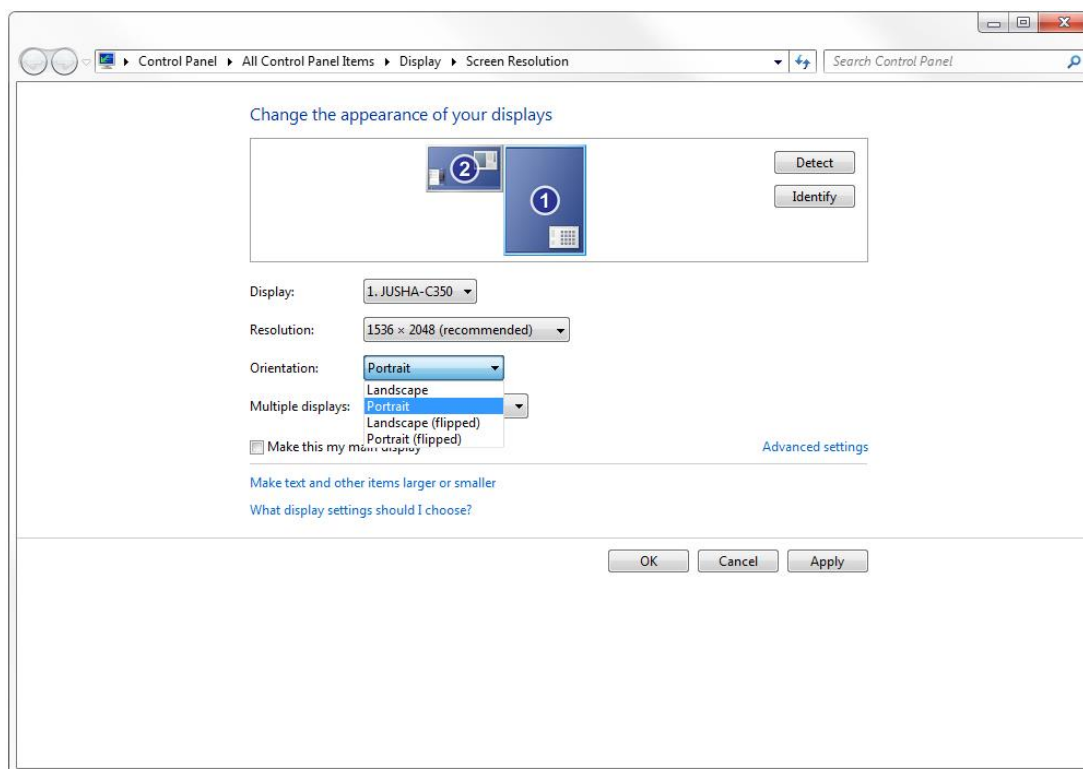 Control Panel ▸ All Control Panel Items ▸ Display ▸ Screen Resolution
Search Control Panel
Change the appearance of your displays
2
1
Detect
Identify
Display: 1. JUSHA-C350
Resolution: 1536 × 2048 (recommended)
Orientation: Portrait
Landscape
Multiple displays: Portrait
Landscape (flipped)
Portrait (flipped)
Make this my main display
Advanced settings
Make text and other items larger or smaller
What display settings should I choose?
OK Cancel Apply